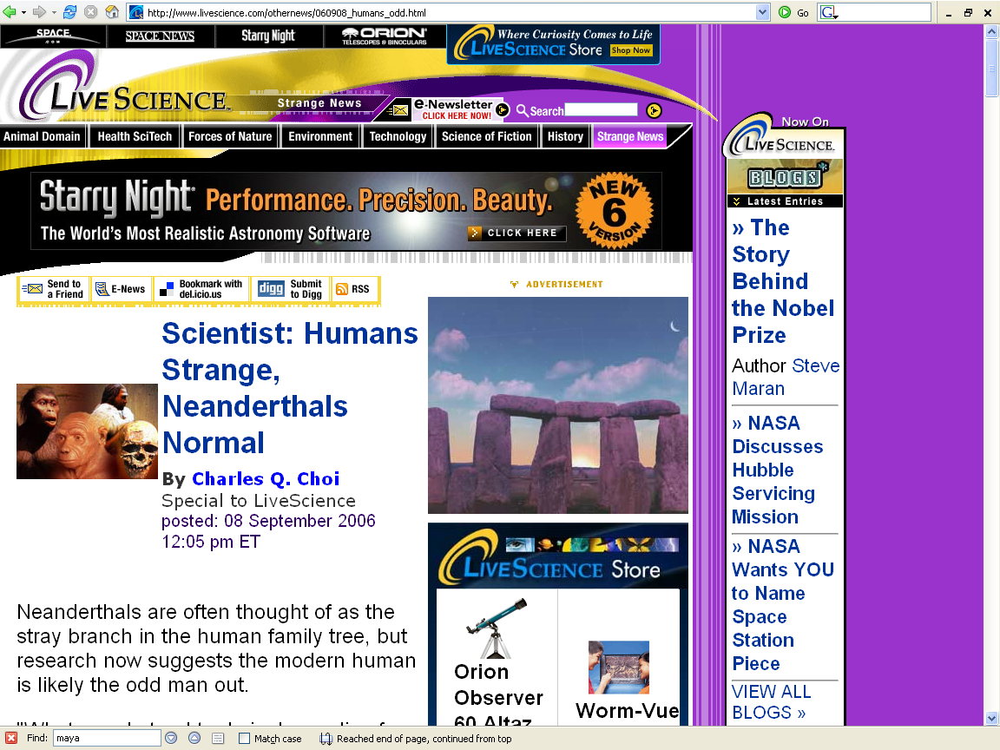 http://www.livescience.com/othernews/060908_humans_odd.html
Go
SPACE.
.COM
SPACE NEWS
Starry Night
ORION
TELESCOPES & BINOCULARS
Where Curiosity Comes to Life
LIVESCIENCE Store
Shop Now
LIVESCIENCE
Strange News
e-Newsletter
CLICK HERE NOW!
Search
Animal Domain
Health SciTech
Forces of Nature
Environment
Technology
Science of Fiction
History
Strange News
Starry Night Performance. Precision. Beauty.
The World's Most Realistic Astronomy Software
CLICK HERE
NEW
6
VERSION
Send to
a Friend
E-News
Bookmark with
del.icio.us
digg
Submit
to Digg
RSS
Scientist: Humans
Strange,
Neanderthals
Normal
By Charles Q. Choi
Special to LiveScience
posted: 08 September 2006
12:05 pm ET
Neanderthals are often thought of as the
stray branch in the human family tree, but
research now suggests the modern human
is likely the odd man out.
ADVERTISEMENT
LIVESCIENCE Store
Orion
Observer
60 Altaz
Worm-Vue
Now On
LIVESCIENCE.
BLOGS
Latest Entries
» The
Story
Behind
the Nobel
Prize
Author Steve
Maran
» NASA
Discusses
Hubble
Servicing
Mission
» NASA
Wants YOU
to Name
Space
Station
Piece
VIEW ALL
BLOGS »
Find: maya
Match case
Reached end of page, continued from top